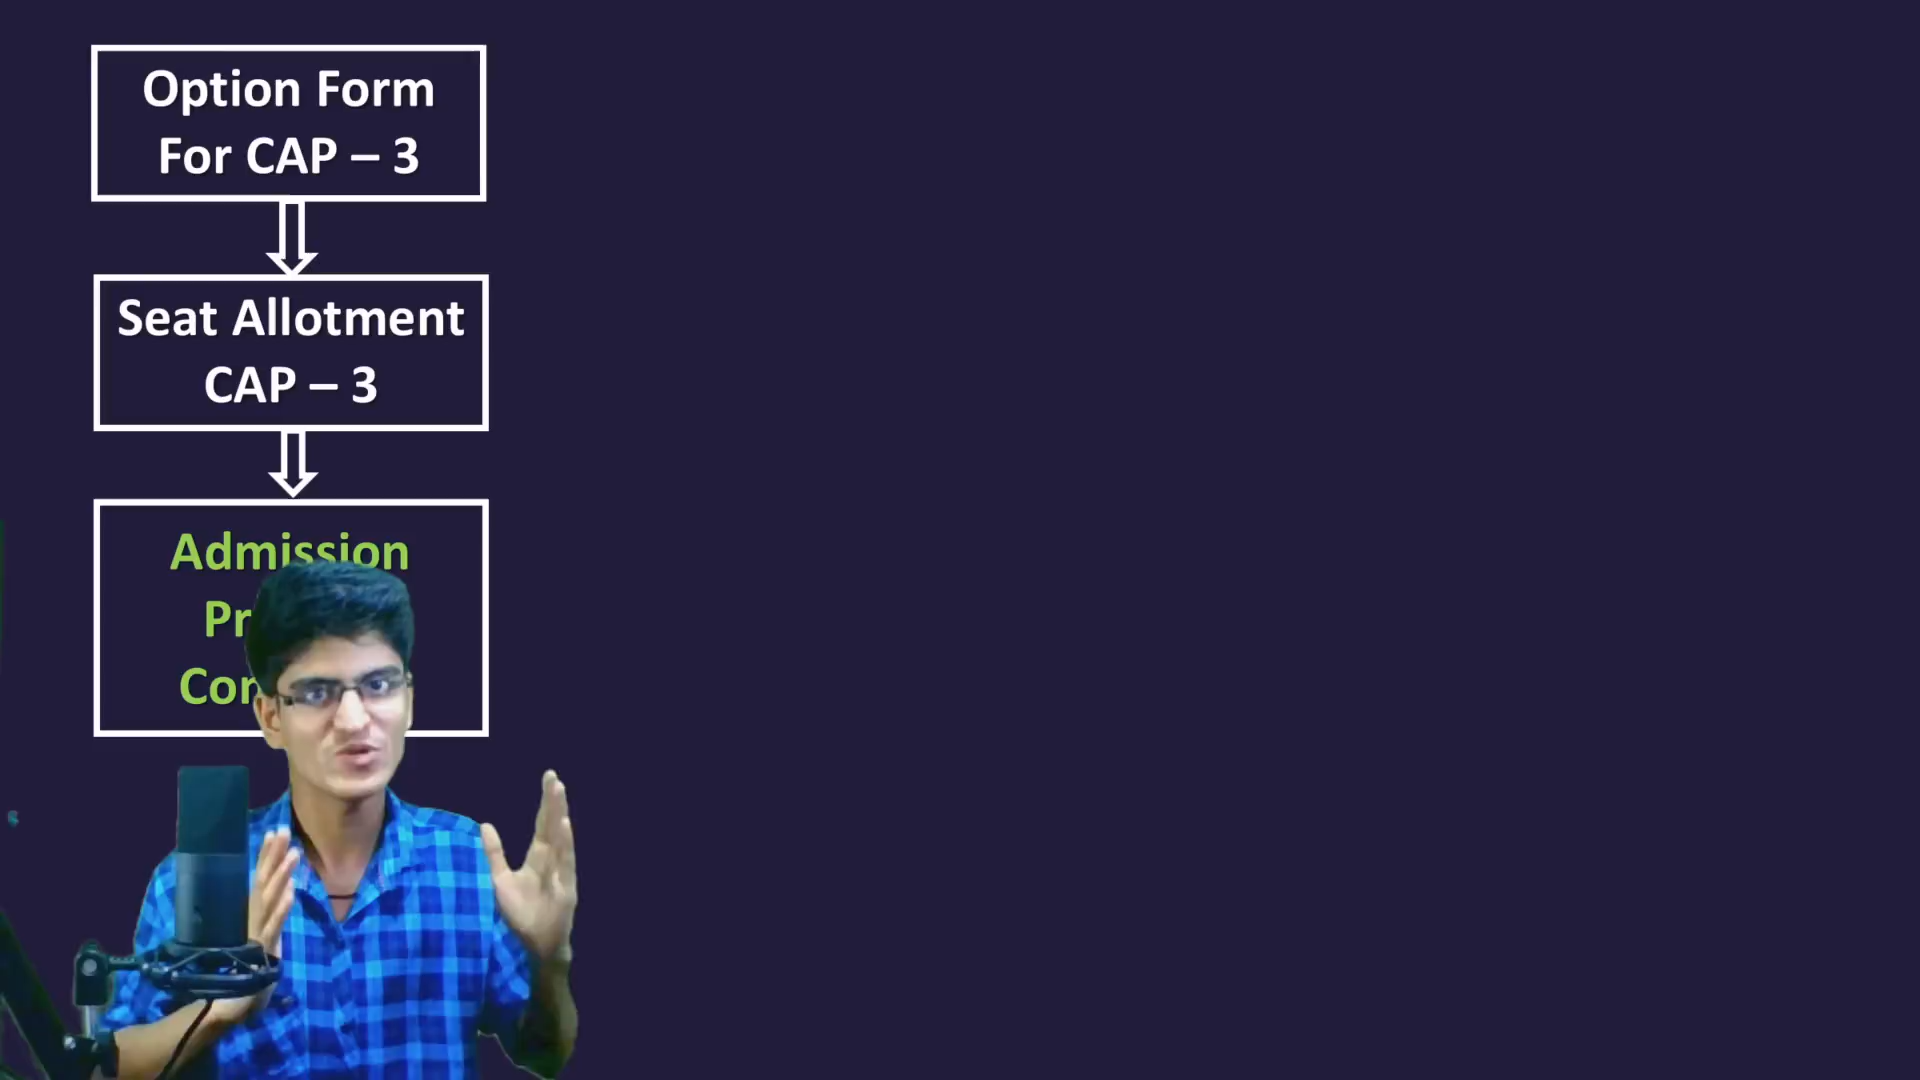 Option Form
For CAP – 3
Seat Allotment
CAP – 3
Admission